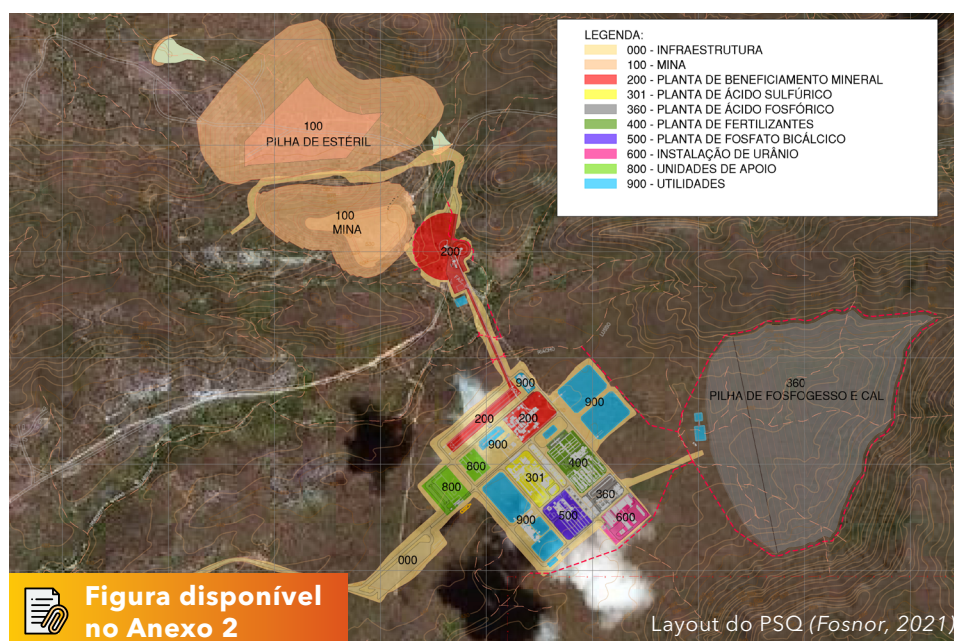 LEGENDA:
000 - INFRAESTRUTURA
100 - MINA
200 - PLANTA DE BENEFICIAMENTO MINERAL
301 - PLANTA DE ÁCIDO SULFÚRICO
360 - PLANTA DE ÁCIDO FOSFÓRICO
400 - PLANTA DE FERTILIZANTES
500 - PLANTA DE FOSFATO BICÁLCICO
600 - INSTALAÇÃO DE URÂNIO
800 - UNIDADES DE APOIO
900 - UTILIDADES
100
PILHA DE ESTÉRIL
100
MINA
200
360
PILHA DE FOSFOGESSO E CAL
900
900
200
200
900
800
400
301
800
360
500
900
600
000
Figura disponível
no Anexo 2
Layout do PSQ (Fosnor, 2021)